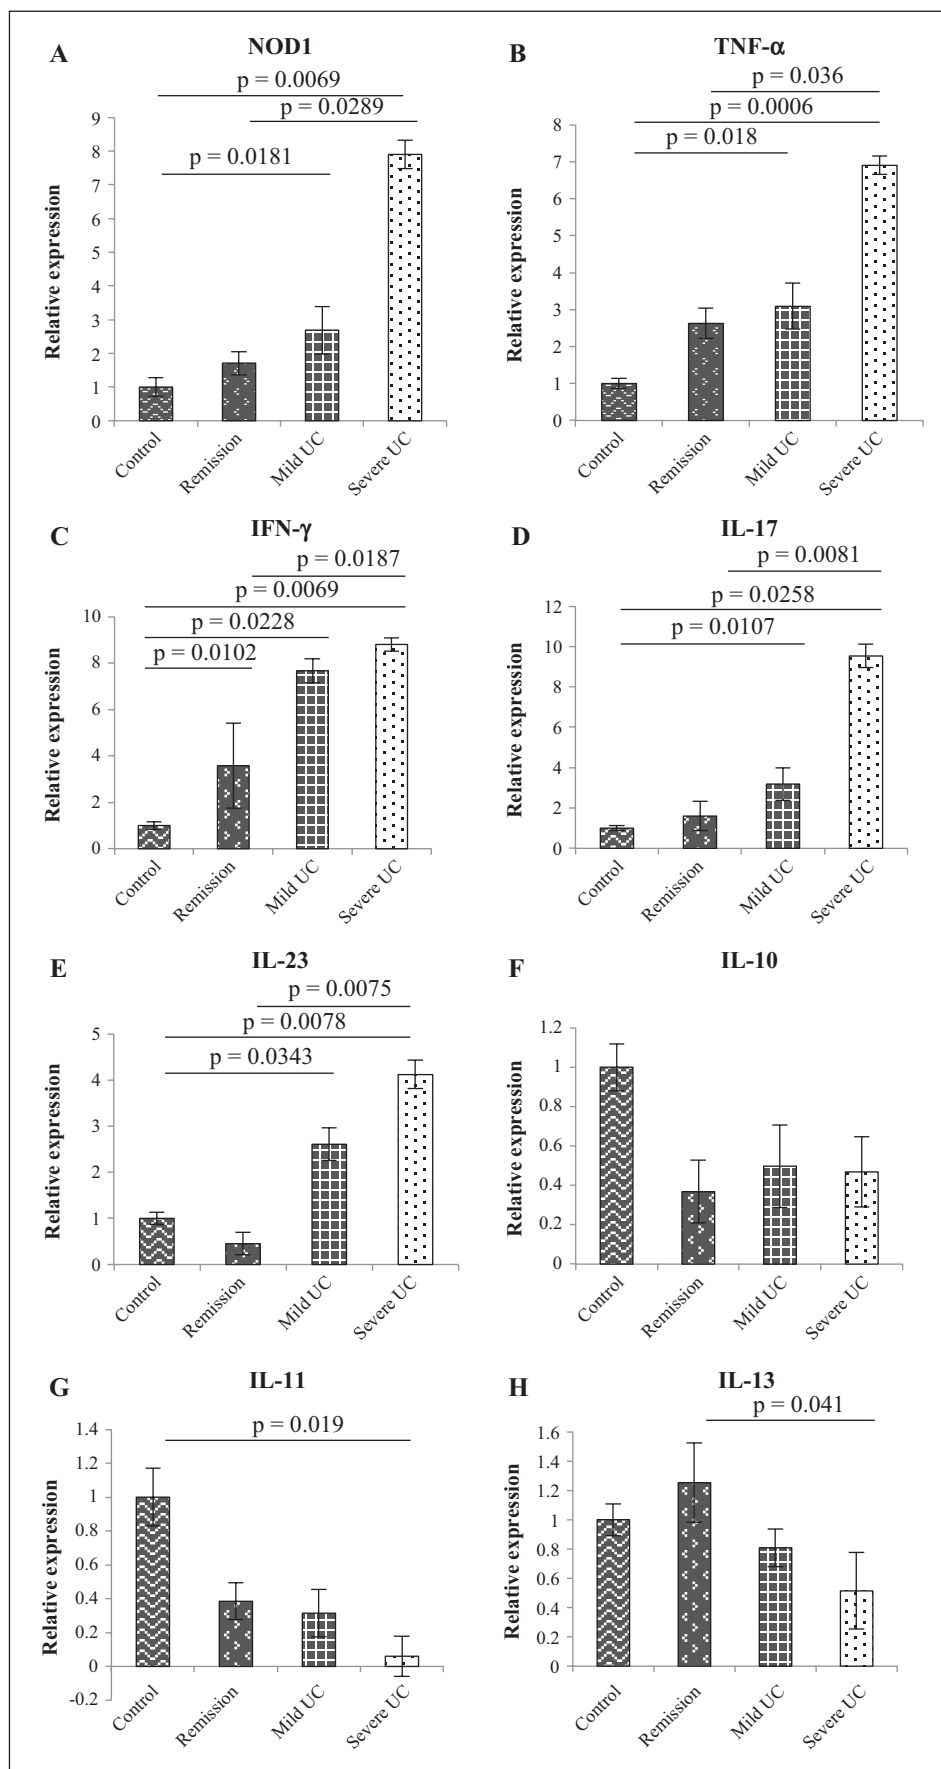 A
NOD1
p = 0.0069
p = 0.0289
p = 0.0181
Relative expression
9
8
7
6
5
4
3
2
1
0
Control
Remission
Mild UC
Severe UC
B
TNF-α
p = 0.036
p = 0.0006
p = 0.018
Relative expression
8
7
6
5
4
3
2
1
0
Control
Remission
Mild UC
Severe UC
C
IFN-γ
p = 0.0187
p = 0.0069
p = 0.0228
p = 0.0102
Relative expression
10
8
6
4
2
0
Control
Remission
Mild UC
Severe UC
D
IL-17
p = 0.0081
p = 0.0258
p = 0.0107
Relative expression
12
10
8
6
4
2
0
Control
Remission
Mild UC
Severe UC
E
IL-23
p = 0.0075
p = 0.0078
p = 0.0343
Relative expression
5
4
3
2
1
0
Control
Remission
Mild UC
Severe UC
F
IL-10
Relative expression
1.2
1
0.8
0.6
0.4
0.2
0
Control
Remission
Mild UC
Severe UC
G
IL-11
p = 0.019
Relative expression
1.4
1.2
1
0.8
0.6
0.4
0.2
0
-0.2
Control
Remission
Mild UC
Severe UC
H
IL-13
p = 0.041
Relative expression
1.6
1.4
1.2
1
0.8
0.6
0.4
0.2
0
Control
Remission
Mild UC
Severe UC